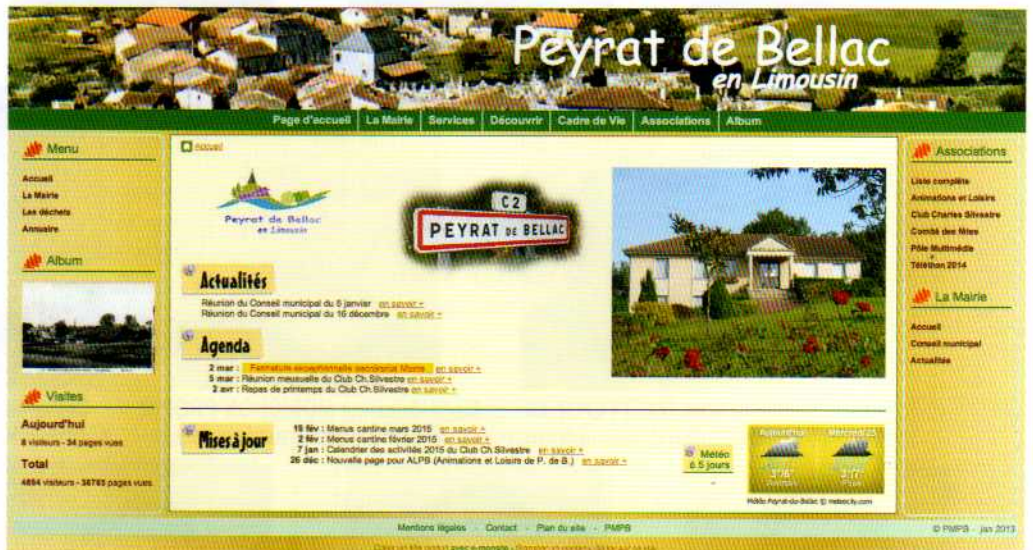 Peyrat de Bellac
en Limousin
Page d'accueil | La Mairie | Services | Découvrir | Cadre de Vie | Associations | Album
Menu
Accueil
La Mairie
Les déchets
Annuaire
Album
Visites
Aujourd'hui
8 visiteurs - 34 pages vues
Total
4694 visiteurs - 36765 pages vues
Accueil
Peyrat de Bellac
en Limousin
C2
PEYRAT DE BELLAC
Actualités
Réunion du Conseil municipal du 5 janvier en savoir +
Réunion du Conseil municipal du 16 décembre en savoir +
Agenda
2 mar : Fermeture exceptionnelle secrétariat Mairie en savoir +
5 mar : Réunion mensuelle du Club Ch.Silvestre en savoir +
2 avr : Repas de printemps du Club Ch.Silvestre en savoir +
Mises à jour
19 fév : Menus cantine mars 2015 en savoir +
2 fév : Menus cantine février 2015 en savoir +
7 jan : Calendrier des activités 2015 du Club Ch.Silvestre en savoir +
26 déc : Nouvelle page pour ALPB (Animations et Loisirs de P. de B.) en savoir +
Météo
à 5 jours
Aujourd'hui
Mercredi 25
Météo Peyrat-de-Bellac © meteocity.com
Associations
Liste complète
Animations et Loisirs
Club Charles Silvestre
Comité des fêtes
Pôle Multimédia
Téléthon 2014
La Mairie
Accueil
Conseil municipal
Actualités
Mentions légales - Contact - Plan du site - PMPB
© PMPB - jan 2013